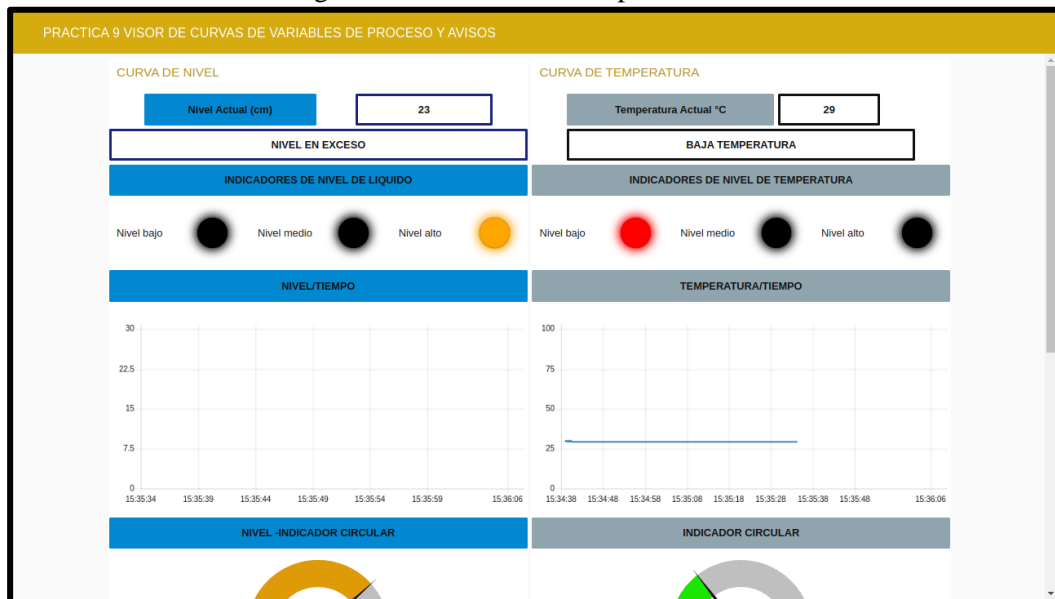 PRACTICA 9 VISOR DE CURVAS DE VARIABLES DE PROCESO Y AVISOS
CURVA DE NIVEL
Nivel Actual (cm)
23
NIVEL EN EXCESO
INDICADORES DE NIVEL DE LIQUIDO
Nivel bajo
Nivel medio
Nivel alto
NIVEL/TIEMPO
30
22.5
15
7.5
0
15:35:34 15:35:39 15:35:44 15:35:49 15:35:54 15:35:59 15:36:06
NIVEL -INDICADOR CIRCULAR
CURVA DE TEMPERATURA
Temperatura Actual °C
29
BAJA TEMPERATURA
INDICADORES DE NIVEL DE TEMPERATURA
Nivel bajo
Nivel medio
Nivel alto
TEMPERATURA/TIEMPO
100
75
50
25
0
15:34:38 15:34:48 15:34:58 15:35:08 15:35:18 15:35:28 15:35:38 15:35:48 15:36:06
INDICADOR CIRCULAR